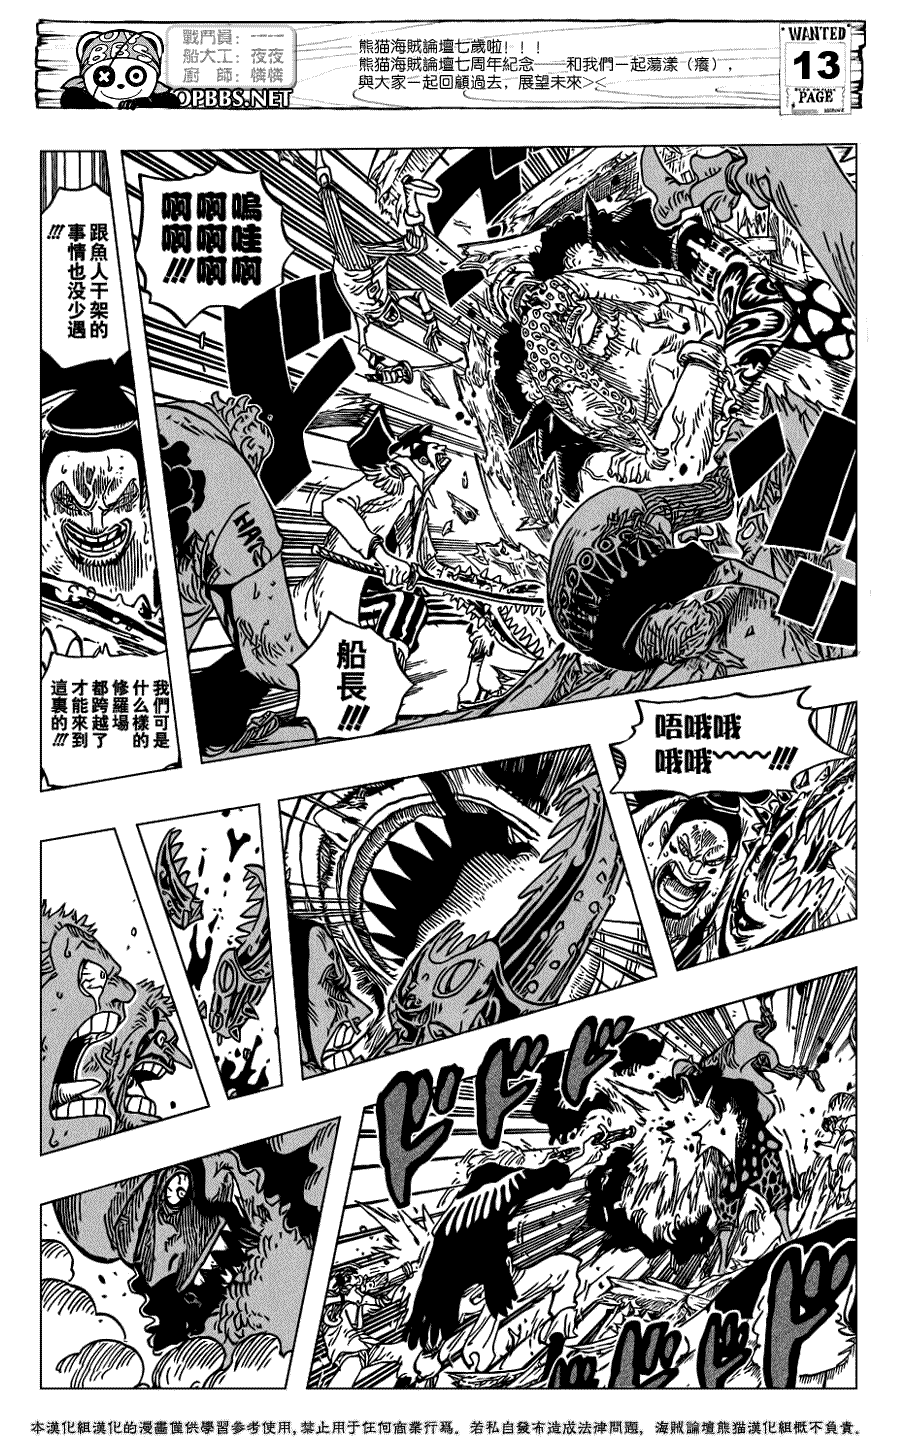 戰鬥員: 一一
船大工: 夜夜
廚 師: 憐憐
OPBBS.NET
熊猫海賊論壇七歲啦！！！
熊猫海賊論壇七周年紀念——和我們一起蕩漾（癢），
與大家一起回顧過去，展望未來><
WANTED
13
PAGE
嗚哇啊
啊啊啊
啊啊!!!
跟魚人干架的
事情也没少遇
!!!
船長!!!
我們可是
什么樣的
修羅場
都跨越了
才能來到
這裏的!!!
唔哦哦
哦哦~~~!!!
ドドド
ドドド
本漢化組漢化的漫畫僅供學習參考使用,禁止用于任何商業行爲。若私自發布造成法律問題，海賊論壇熊猫漢化組概不負責。